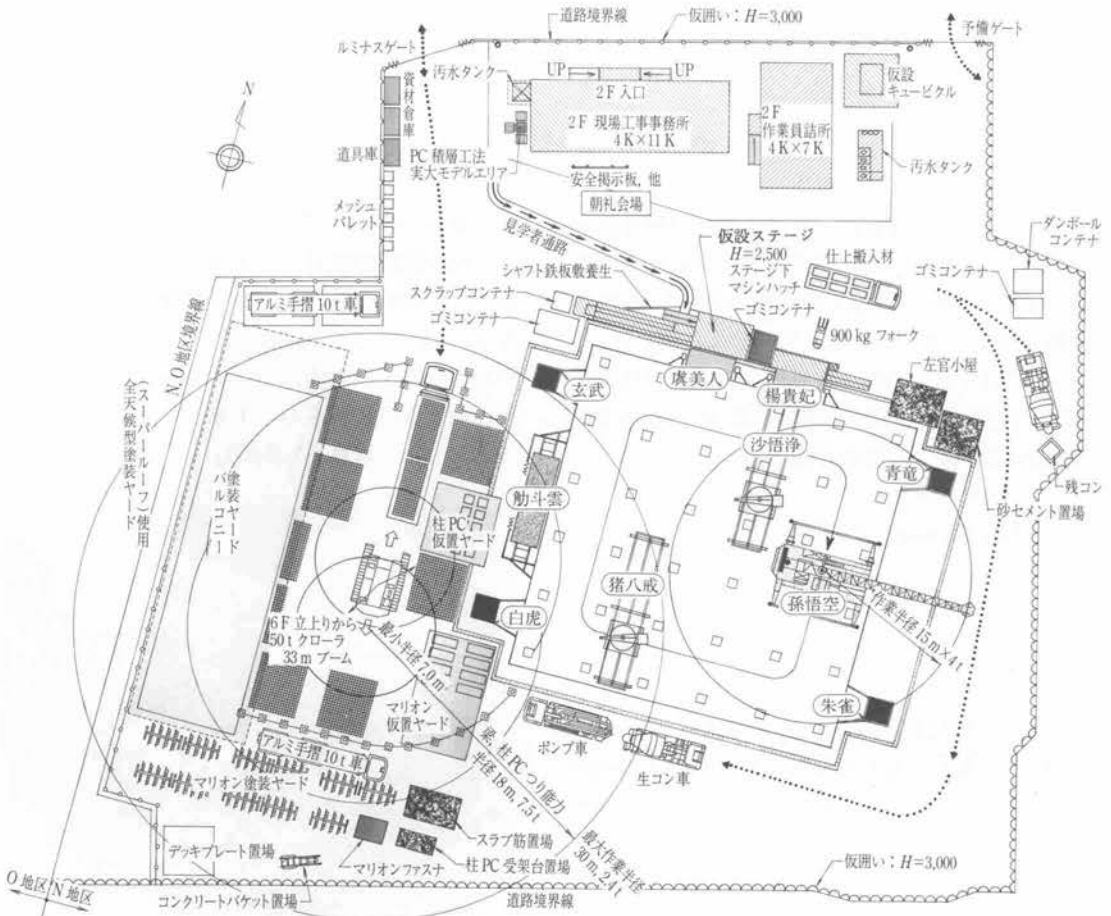 道路境界線
仮囲い：H=3,000
予備ゲート
ルミナスゲート
汚水タンク
UP
UP
2F 入口
2F 現場工事事務所
4K×11K
2F
作業員詰所
4K×7K
仮設
キュービクル
汚水タンク
資材倉庫
道具庫
PC 積層工法
実大モデルエリア
安全掲示板, 他
朝礼会場
N
メッシュ
パレット
見学者通路
仮設ステージ
H=2,500
ステージ下
マシンハッチ
ゴミコンテナ
仕上搬入材
ダンボール
コンテナ
ゴミコンテナ
シャフト鉄板敷養生
スクラップコンテナ
ゴミコンテナ
900 kg フォーク
アルミ手摺 10 t 車
N, O 地区境界線
全天候型塗装ヤード
(スーパールーフ) 使用
バルコニー
塗装ヤード
玄武
虞美人
楊貴妃
左官小屋
沙悟浄
青竜
残コン
砂セメント置場
觔斗雲
柱 PC
仮置ヤード
猪八戒
孫悟空
作業半径 15 m×4 t
白虎
6F 立上りから
50 t クローラ
33 m ブーム
最小半径 7.0 m
マリオン
仮置ヤード
朱雀
アルミ手摺 10 t 車
ポンプ車
生コン車
梁, 柱 PC つり能力
半径 18 m, 7.5 t
マリオン塗装ヤード
最大作業半径
30 m, 2.4 t
スラブ筋置場
デッキプレート置場
マリオンファスナ
柱 PC 受架台置場
仮囲い：H=3,000
O 地区
N 地区
コンクリートバケット置場
道路境界線